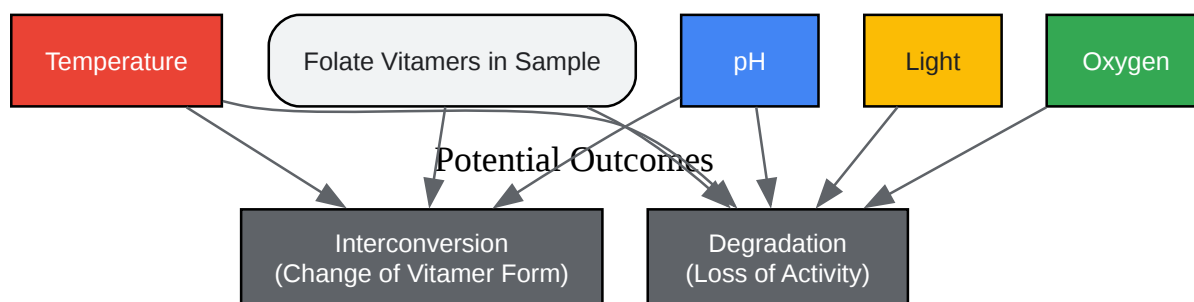 Temperature
Folate Vitamers in Sample
pH
Light
Oxygen
Potential Outcomes
Interconversion
(Change of Vitamer Form)
Degradation
(Loss of Activity)